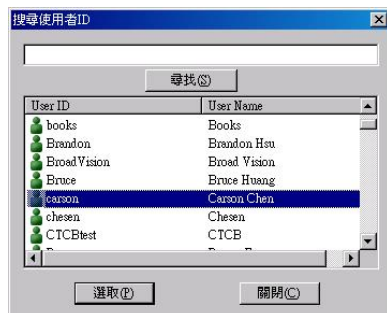 搜尋使用者ID
尋找(S)
User ID User Name
books Books
Brandon Brandon Hsu
BroadVision Broad Vision
Bruce Bruce Huang
carson Carson Chen
chesen Chesen
CTCBtest CTCB
選取(P) 關閉(C)